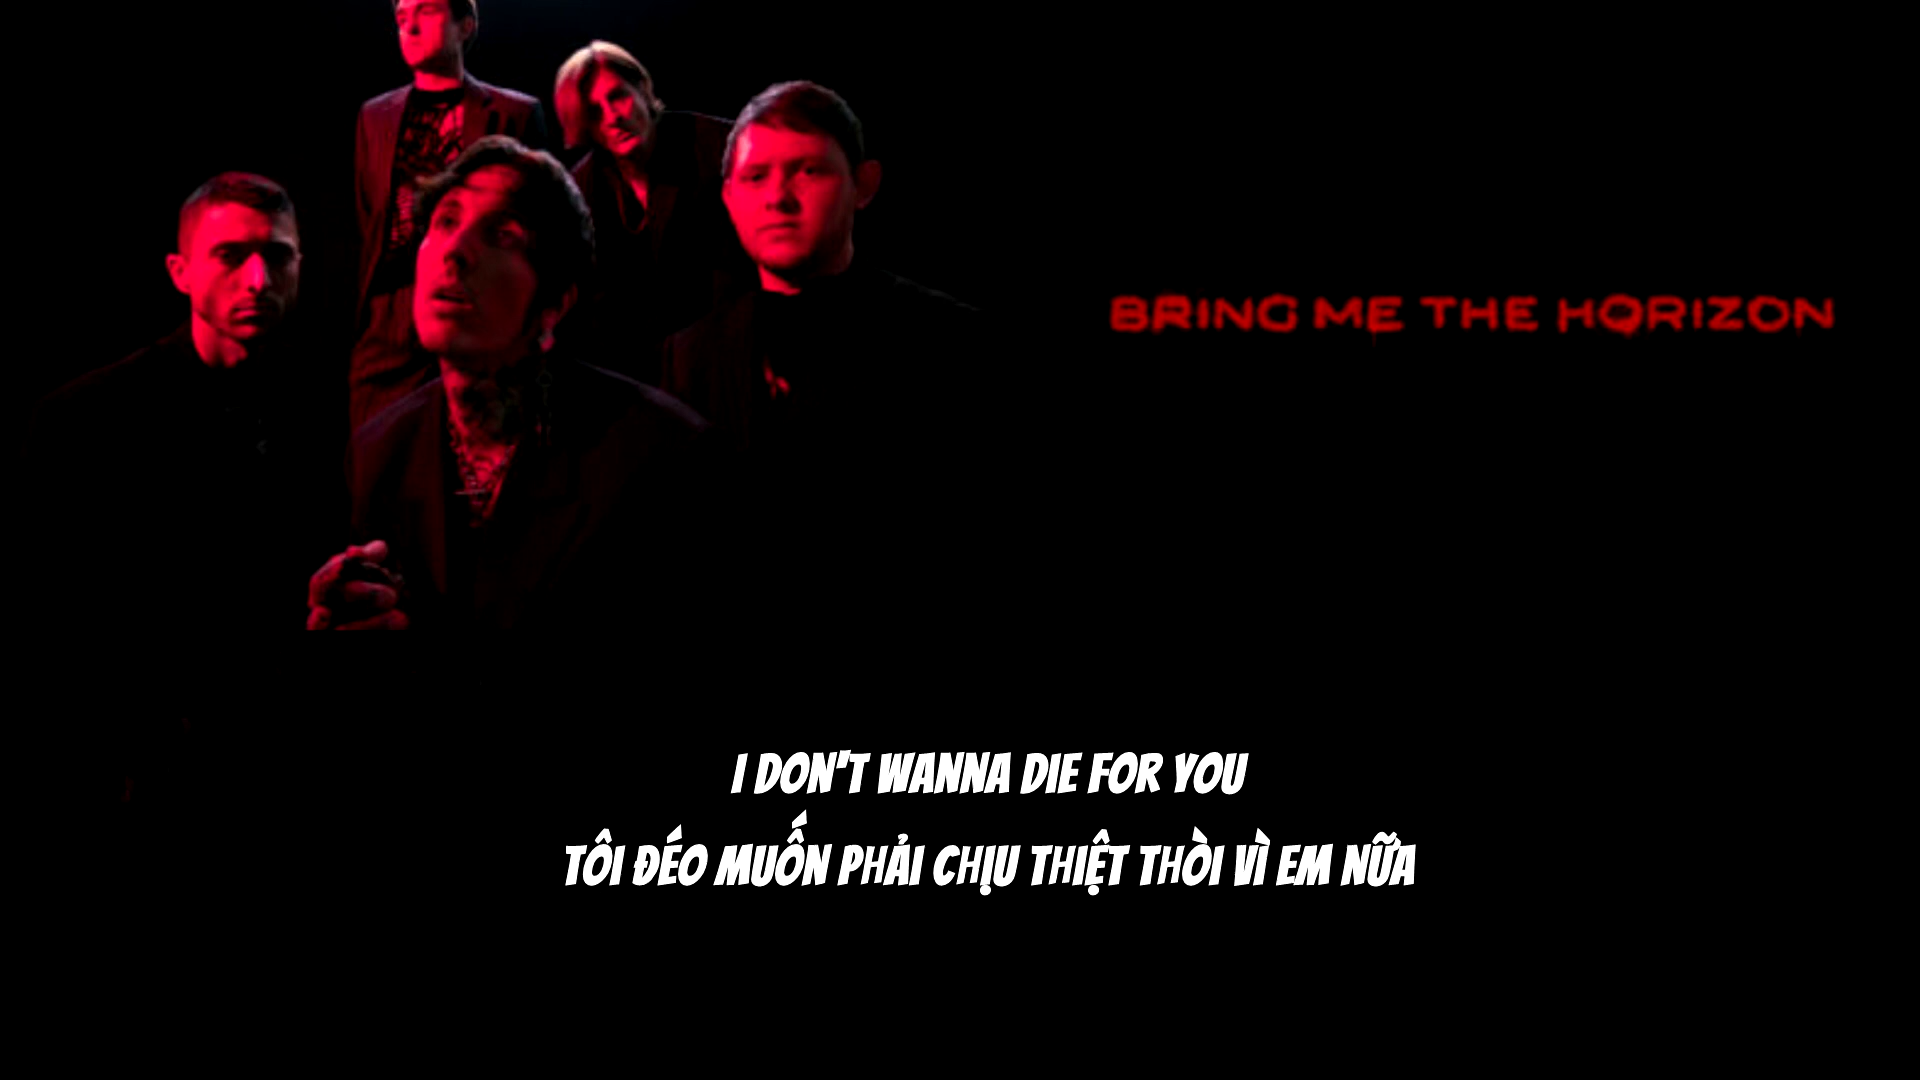 BRING ME THE HORIZON
I DON'T WANNA DIE FOR YOU
TÔI ĐÉO MUỐN PHẢI CHỊU THIỆT THÒI VÌ EM NỮA